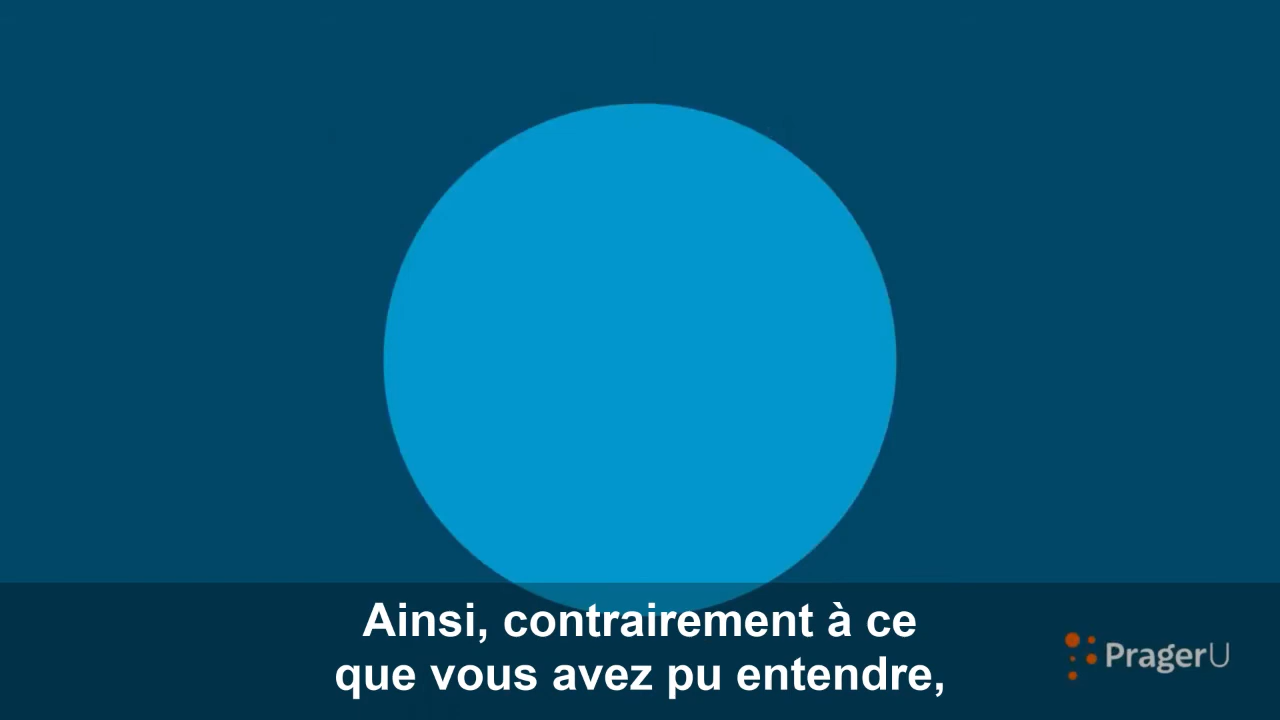 Ainsi, contrairement à ce
que vous avez pu entendre,
PragerU